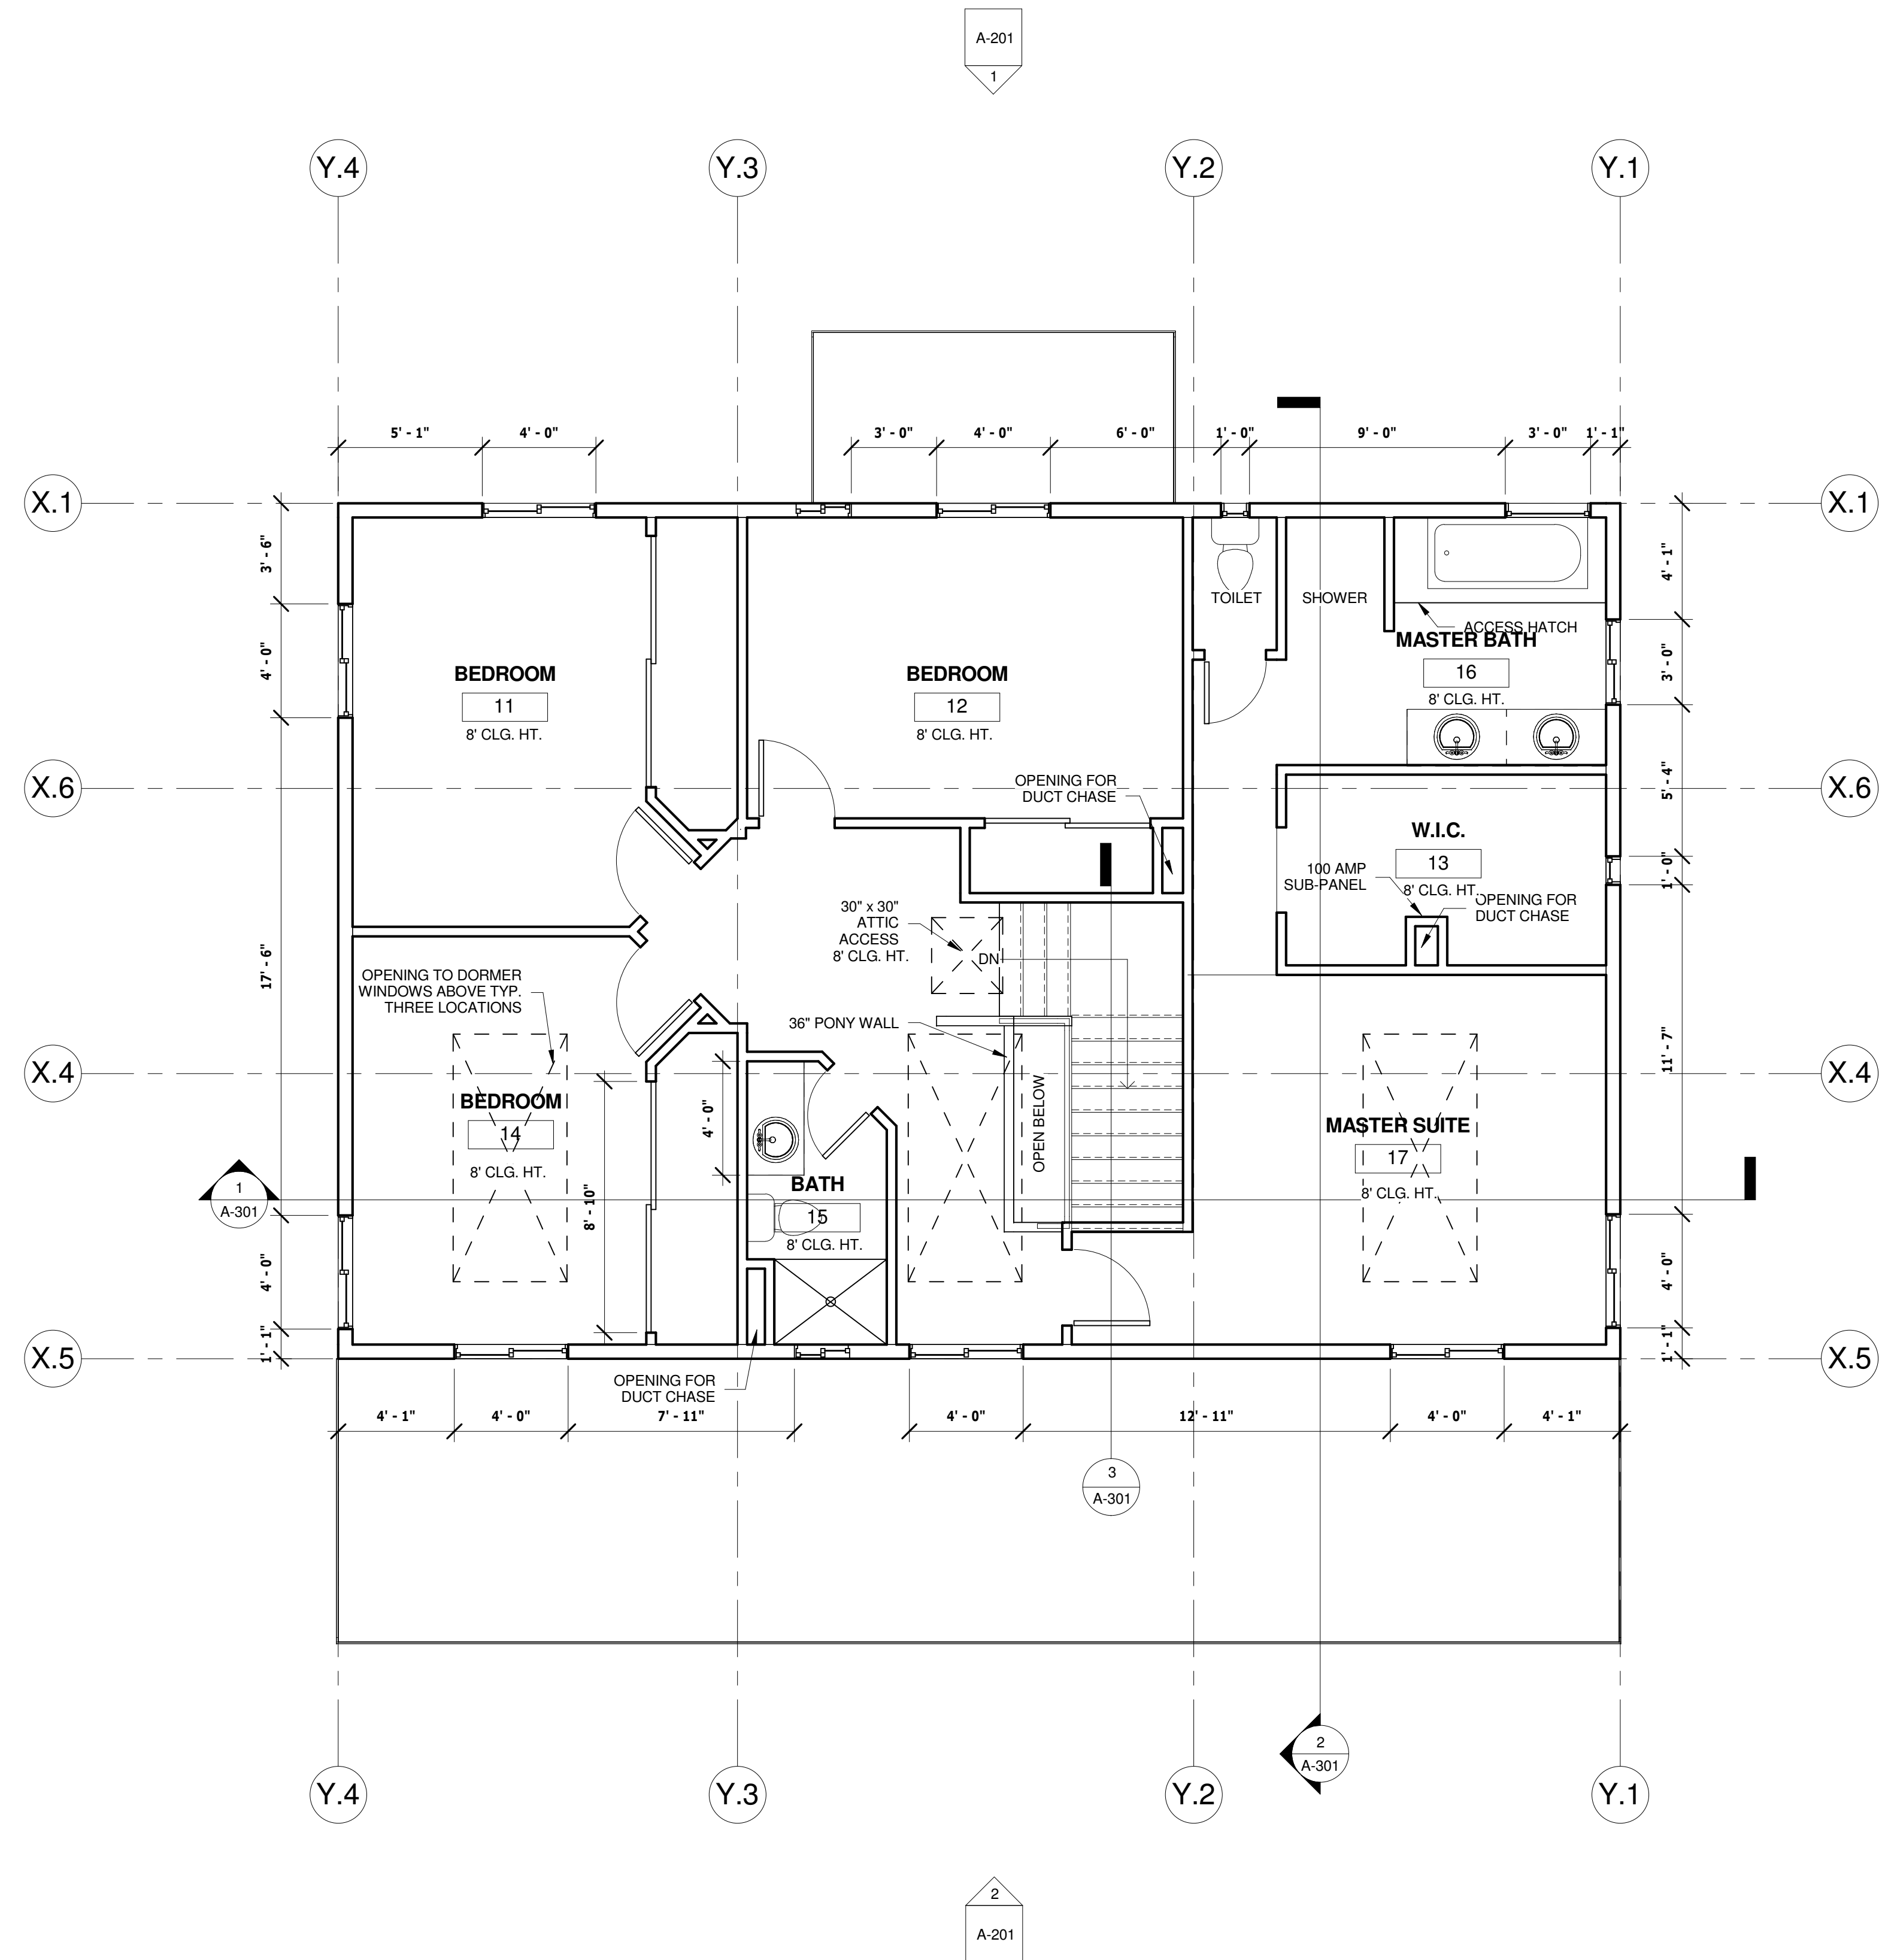 A-201
1
Y.4
Y.3
Y.2
Y.1
5' - 1"
4' - 0"
3' - 0"
4' - 0"
6' - 0"
1' - 0"
9' - 0"
3' - 0"
1' - 1"
X.1
X.1
3' - 6"
4' - 1"
4' - 0"
3' - 0"
TOILET
SHOWER
ACCESS HATCH
MASTER BATH
16
8' CLG. HT.
BEDROOM
11
8' CLG. HT.
BEDROOM
12
8' CLG. HT.
X.6
X.6
OPENING FOR
DUCT CHASE
5' - 4"
W.I.C.
13
8' CLG. HT.
100 AMP
SUB-PANEL
OPENING FOR
DUCT CHASE
1' - 0"
30" x 30"
ATTIC
ACCESS
8' CLG. HT.
DN
17' - 6"
OPENING TO DORMER
WINDOWS ABOVE TYP.
THREE LOCATIONS
36" PONY WALL
11' - 7"
X.4
X.4
BEDROOM
14
8' CLG. HT.
4' - 0"
OPEN BELOW
MASTER SUITE
17
8' CLG. HT.
BATH
15
8' CLG. HT.
8' - 10"
1
A-301
4' - 0"
4' - 0"
1' - 1"
1' - 1"
X.5
X.5
OPENING FOR
DUCT CHASE
4' - 1"
4' - 0"
7' - 11"
4' - 0"
12' - 11"
4' - 0"
4' - 1"
3
A-301
2
A-301
Y.4
Y.3
Y.2
Y.1
2
A-201